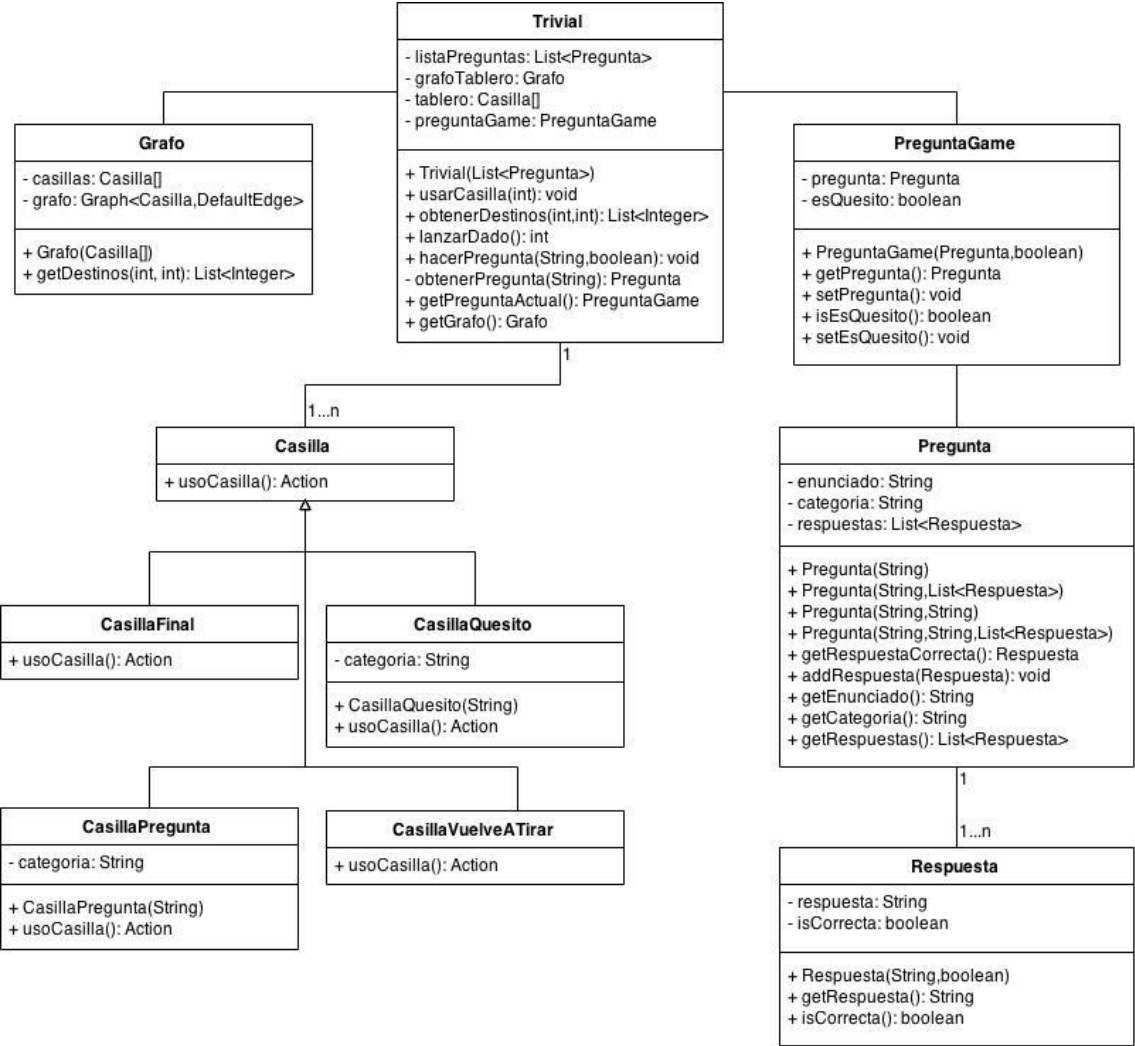 Trivial
- listaPreguntas: List<Pregunta>
- grafoTablero: Grafo
- tablero: Casilla[]
- preguntaGame: PreguntaGame
+ Trivial(List<Pregunta>)
+ usarCasilla(int): void
+ obtenerDestinos(int,int): List<Integer>
+ lanzarDado(): int
+ hacerPregunta(String,boolean): void
- obtenerPregunta(String): Pregunta
+ getPreguntaActual(): PreguntaGame
+ getGrafo(): Grafo
Grafo
- casillas: Casilla[]
- grafo: Graph<Casilla,DefaultEdge>
+ Grafo(Casilla[])
+ getDestinos(int, int): List<Integer>
PreguntaGame
- pregunta: Pregunta
- esQuesito: boolean
+ PreguntaGame(Pregunta,boolean)
+ getPregunta(): Pregunta
+ setPregunta(): void
+ isEsQuesito(): boolean
+ setEsQuesito(): void
1
1...n
Casilla
+ usoCasilla(): Action
Pregunta
- enunciado: String
- categoria: String
- respuestas: List<Respuesta>
+ Pregunta(String)
+ Pregunta(String,List<Respuesta>)
+ Pregunta(String,String)
+ Pregunta(String,String,List<Respuesta>)
+ getRespuestaCorrecta(): Respuesta
+ addRespuesta(Respuesta): void
+ getEnunciado(): String
+ getCategoria(): String
+ getRespuestas(): List<Respuesta>
CasillaFinal
+ usoCasilla(): Action
CasillaQuesito
- categoria: String
+ CasillaQuesito(String)
+ usoCasilla(): Action
CasillaPregunta
- categoria: String
+ CasillaPregunta(String)
+ usoCasilla(): Action
CasillaVuelveATirar
+ usoCasilla(): Action
1
1...n
Respuesta
- respuesta: String
- isCorrecta: boolean
+ Respuesta(String,boolean)
+ getRespuesta(): String
+ isCorrecta(): boolean